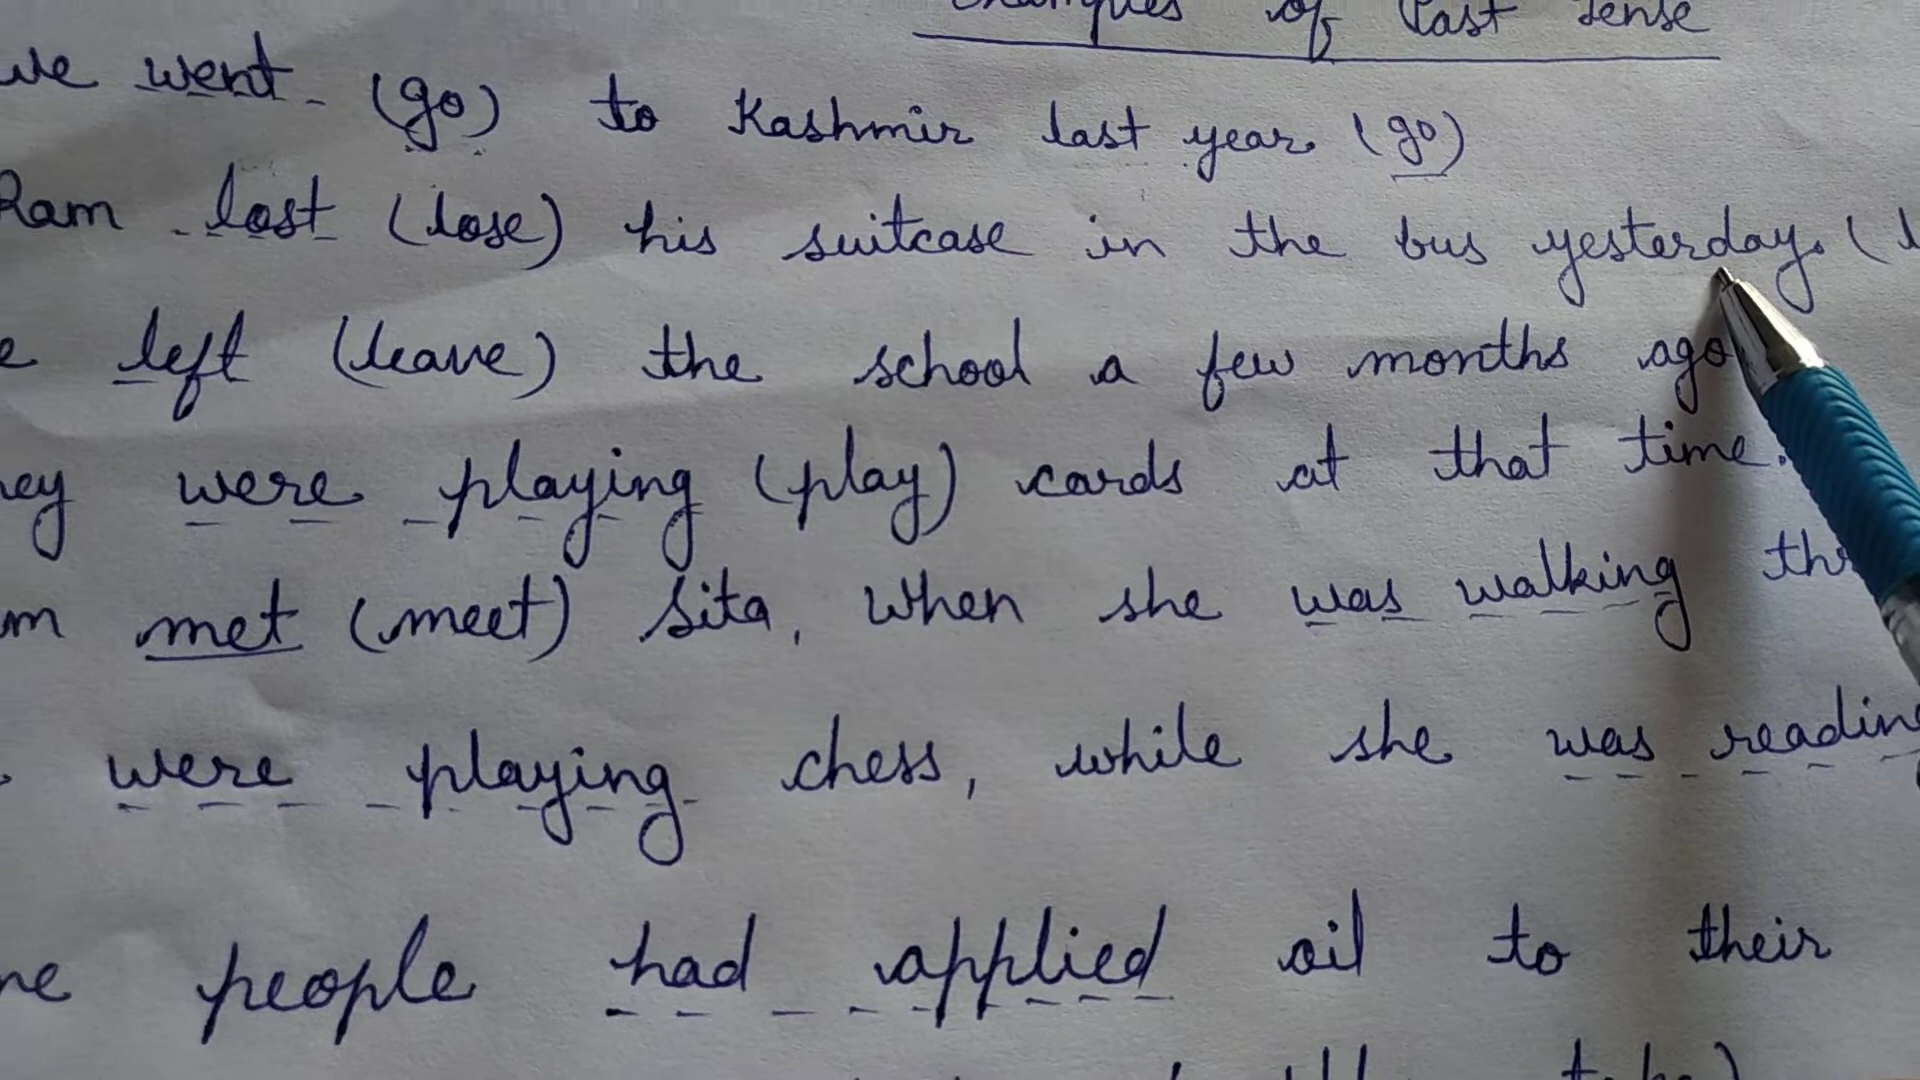 Examples of Past Tense
we went (go) to Kashmir last year. (go)
Ram lost (lose) his suitcase in the bus yesterday. (
left (leave) the school a few months ago
were playing (play) cards at that time.
met (meet) Sita, when she was walking
were playing chess, while she was reading
people had applied oil to their